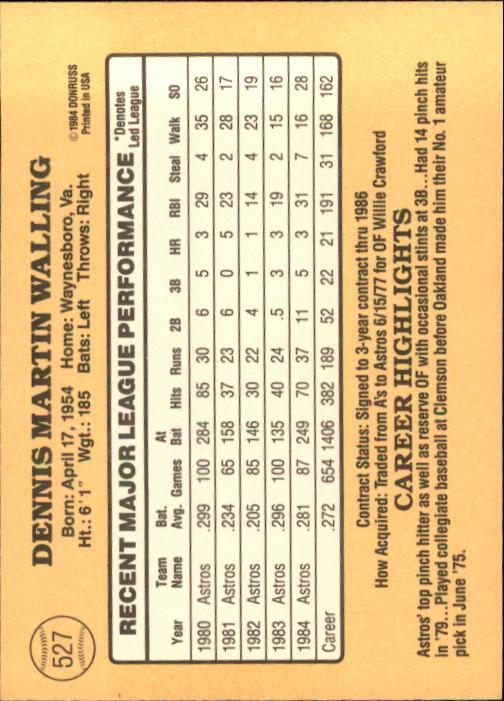 527
DENNIS MARTIN WALLING
Born: April 17, 1954 Home: Waynesboro, Va.
Ht.: 6'1" Wgt.: 185 Bats: Left Throws: Right
©1984 DONRUSS
Printed in USA
RECENT MAJOR LEAGUE PERFORMANCE *Denotes Led League
Year Team Name Bat. Avg. Games At Bat Hits Runs 2B 3B HR RBI Steal Walk SO
1980 Astros .299 100 284 85 30 6 5 3 29 4 35 26
1981 Astros .234 65 158 37 23 6 0 5 23 2 28 17
1982 Astros .205 85 146 30 22 4 1 1 14 4 23 19
1983 Astros .296 100 135 40 24 .5 3 3 19 2 15 16
1984 Astros .281 87 249 70 37 11 5 3 31 7 16 28
Career .272 654 1406 382 189 52 22 21 191 31 168 162
Contract Status: Signed to 3-year contract thru 1986
How Acquired: Traded from A's to Astros 6/15/77 for OF Willie Crawford
CAREER HIGHLIGHTS
Astros' top pinch hitter as well as reserve OF with occasional stints at 3B...Had 14 pinch hits
in '79...Played collegiate baseball at Clemson before Oakland made him their No. 1 amateur
pick in June '75.